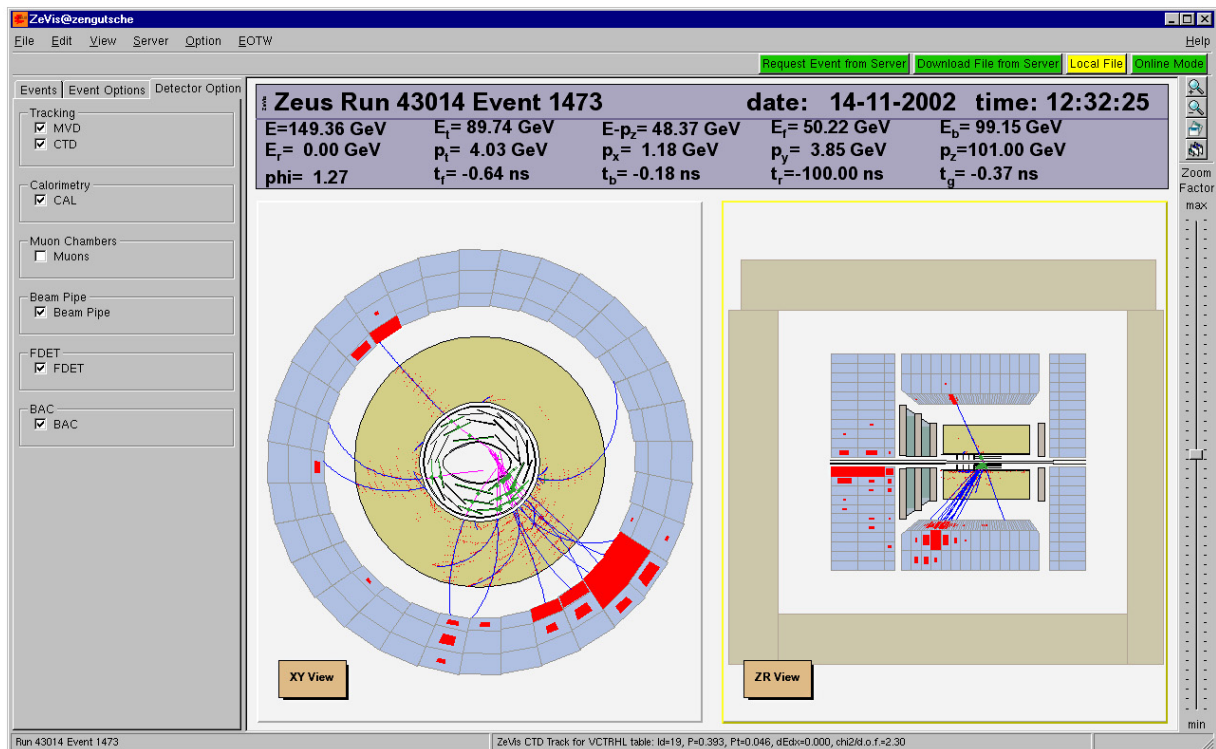 ZeVis@zengutsche
File Edit View Server Option EOTW Help
Request Event from Server Download File from Server Local File Online Mode
Events Event Options Detector Option
Tracking
MVD
CTD
Calorimetry
CAL
Muon Chambers
Muons
Beam Pipe
Beam Pipe
FDET
FDET
BAC
BAC
Zeus Run 43014 Event 1473 date: 14-11-2002 time: 12:32:25
E=149.36 GeV Et= 89.74 GeV E-pz= 48.37 GeV Ef= 50.22 GeV Eb= 99.15 GeV
Er= 0.00 GeV pt= 4.03 GeV px= 1.18 GeV py= 3.85 GeV pz=101.00 GeV
phi= 1.27 tf= -0.64 ns tb= -0.18 ns tr=-100.00 ns tg= -0.37 ns
XY View
ZR View
Zoom
Factor
max
min
Run 43014 Event 1473
ZeVis CTD Track for VCTRHL table: Id=19, P=0.393, Pt=0.046, dEdx=0.000, chi2/d.o.f.=2.30